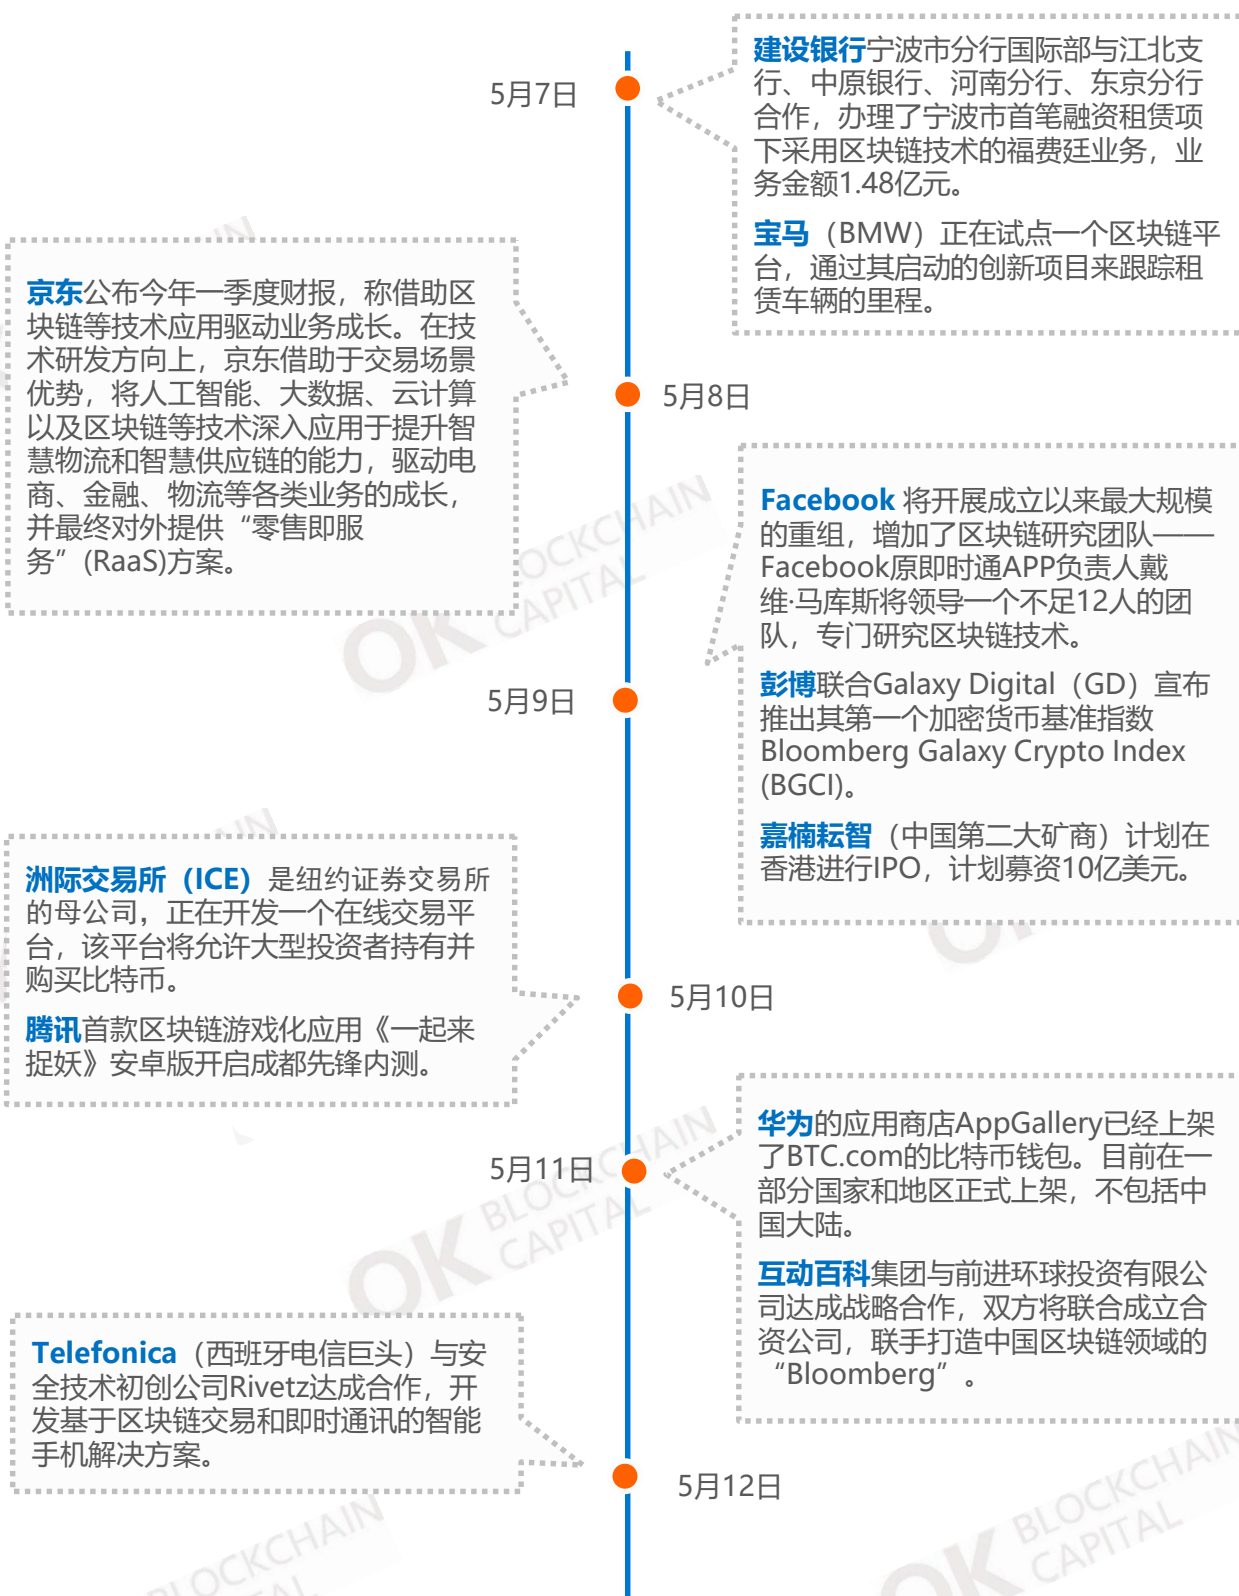 5月7日
建设银行宁波市分行国际部与江北支
行、中原银行、河南分行、东京分行
合作，办理了宁波市首笔融资租赁项
下采用区块链技术的福费廷业务，业
务金额1.48亿元。
宝马（BMW）正在试点一个区块链平
台，通过其启动的创新项目来跟踪租
赁车辆的里程。
京东公布今年一季度财报，称借助区
块链等技术应用驱动业务成长。在技
术研发方向上，京东借助于交易场景
优势，将人工智能、大数据、云计算
以及区块链等技术深入应用于提升智
慧物流和智慧供应链的能力，驱动电
商、金融、物流等各类业务的成长，
并最终对外提供“零售即服
务”(RaaS)方案。
5月8日
Facebook 将开展成立以来最大规模
的重组，增加了区块链研究团队——
Facebook原即时通APP负责人戴
维·马库斯将领导一个不足12人的团
队，专门研究区块链技术。
彭博联合Galaxy Digital（GD）宣布
推出其第一个加密货币基准指数
Bloomberg Galaxy Crypto Index
(BGCI)。
嘉楠耘智（中国第二大矿商）计划在
香港进行IPO，计划募资10亿美元。
5月9日
洲际交易所（ICE）是纽约证券交易所
的母公司，正在开发一个在线交易平
台，该平台将允许大型投资者持有并
购买比特币。
腾讯首款区块链游戏化应用《一起来
捉妖》安卓版开启成都先锋内测。
5月10日
5月11日
华为的应用商店AppGallery已经上架
了BTC.com的比特币钱包。目前在一
部分国家和地区正式上架，不包括中
国大陆。
互动百科集团与前进环球投资有限公
司达成战略合作，双方将联合成立合
资公司，联手打造中国区块链领域的
“Bloomberg”。
Telefonica（西班牙电信巨头）与安
全技术初创公司Rivetz达成合作，开
发基于区块链交易和即时通讯的智能
手机解决方案。
5月12日
OK BLOCKCHAIN
CAPITAL
OK BLOCKCHAIN
CAPITAL